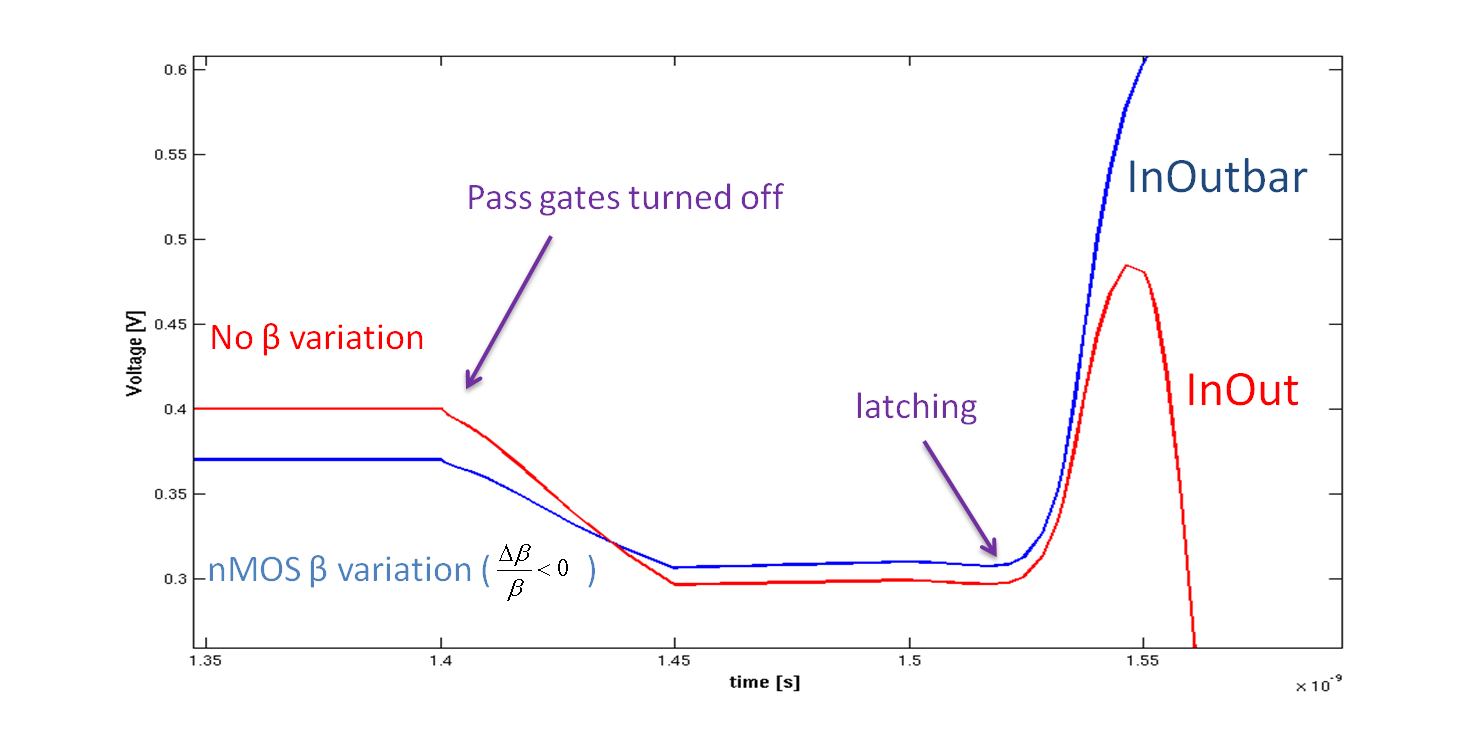 0.6
0.55
0.5
0.45
0.4
0.35
0.3
Voltage [V]
Pass gates turned off
InOutbar
No β variation
InOut
latching
nMOS β variation ( Δβ/β < 0 )
1.35
1.4
1.45
1.5
1.55
time [s]
× 10⁻⁹